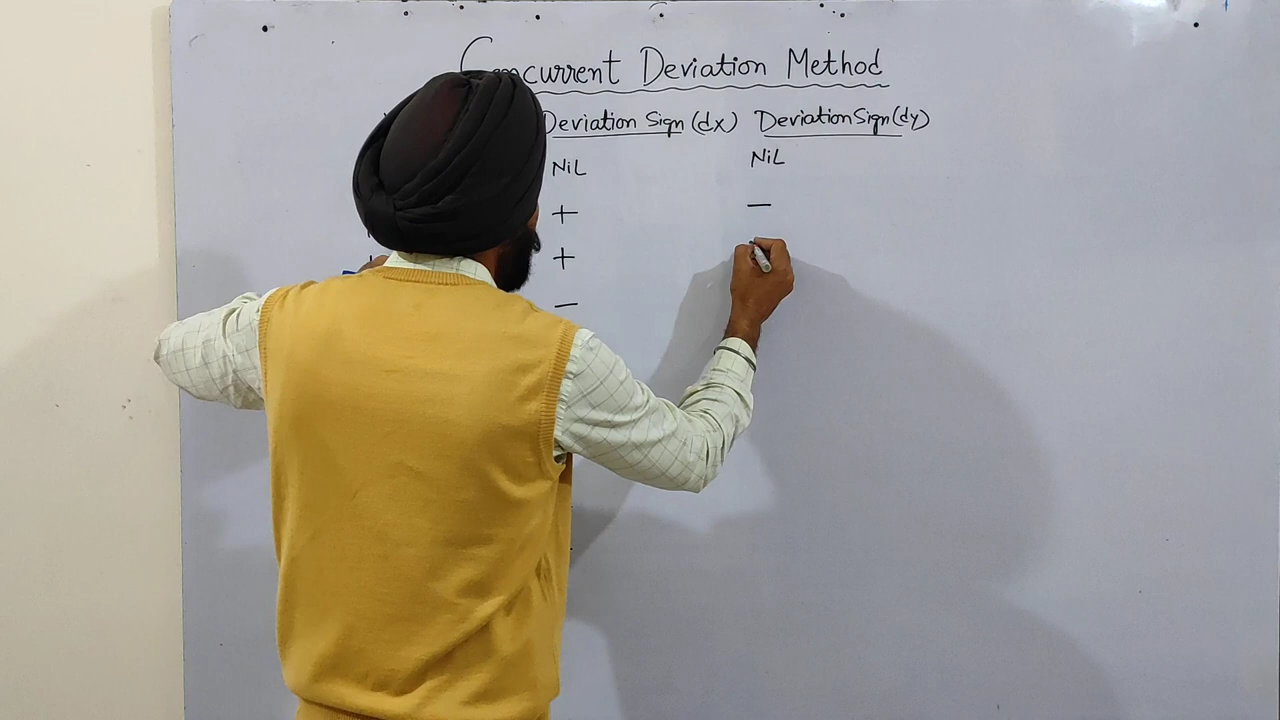 Concurrent Deviation Method
Deviation Sign (dx) Deviation Sign (dy)
NiL NiL
+ −
+
−